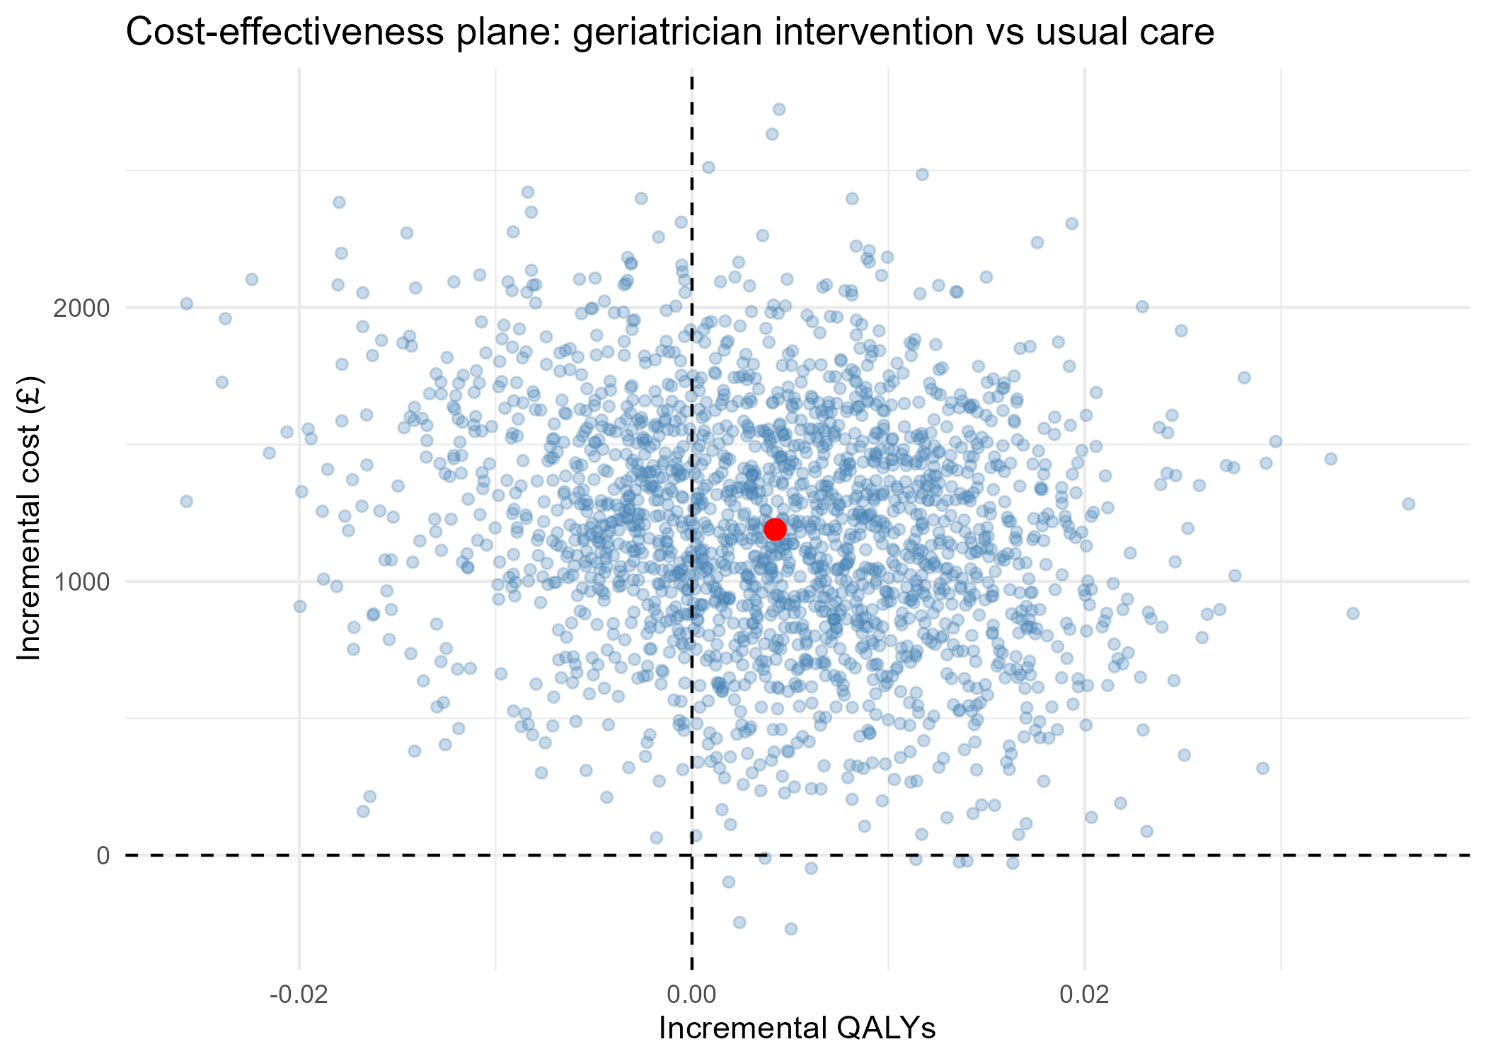 Cost-effectiveness plane: geriatrician intervention vs usual care
Incremental cost (£)
2000
1000
0
-0.02
0.00
0.02
Incremental QALYs